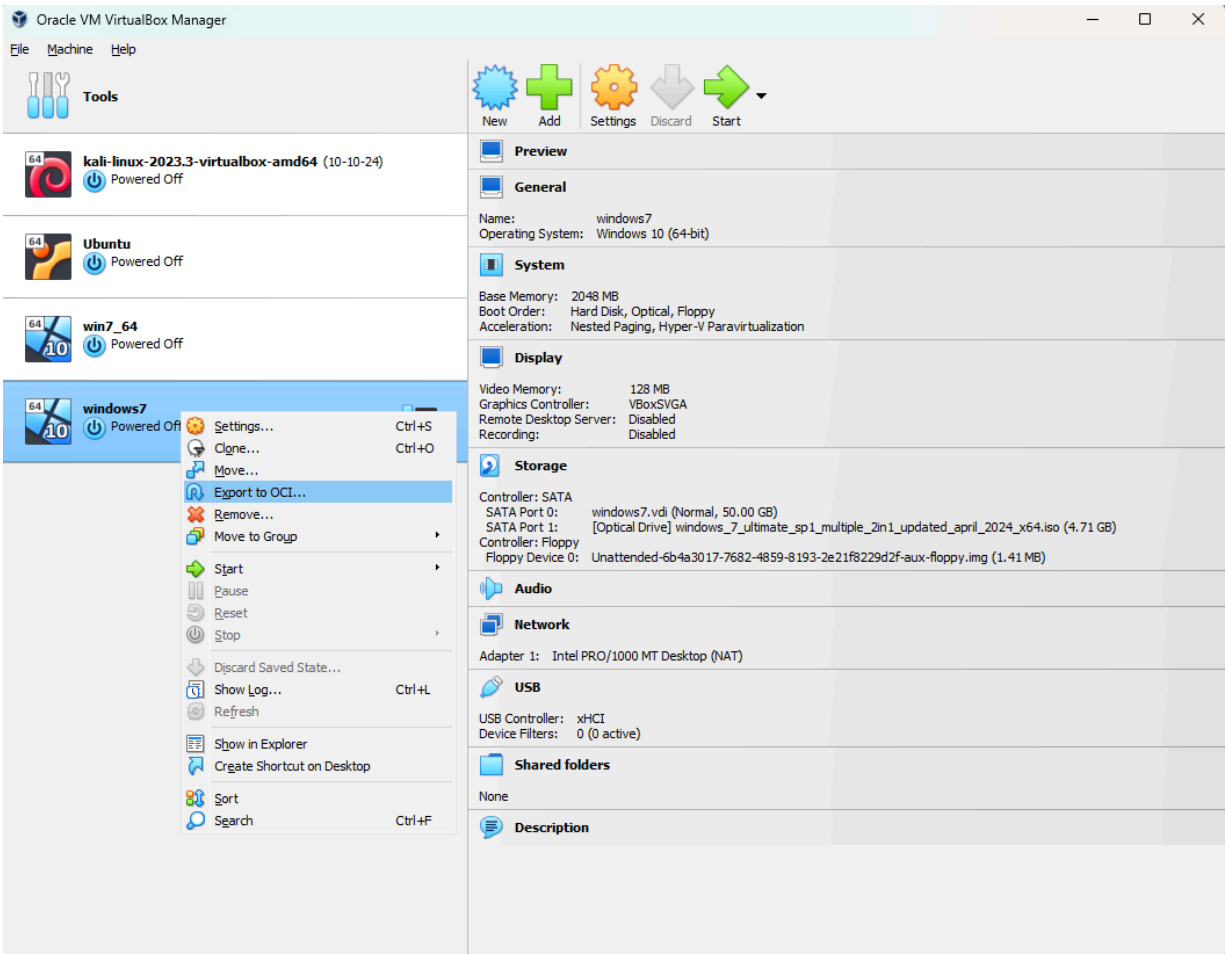 Oracle VM VirtualBox Manager
File Machine Help
Tools
New Add Settings Discard Start
64
kali-linux-2023.3-virtualbox-amd64 (10-10-24)
Powered Off
64
Ubuntu
Powered Off
64
10
win7_64
Powered Off
64
10
windows7
Powered Off
Settings... Ctrl+S
Clone... Ctrl+O
Move...
Export to OCI...
Remove...
Move to Group
Start
Pause
Reset
Stop
Discard Saved State...
Show Log... Ctrl+L
Refresh
Show in Explorer
Create Shortcut on Desktop
Sort
Search Ctrl+F
Preview
General
Name: windows7
Operating System: Windows 10 (64-bit)
System
Base Memory: 2048 MB
Boot Order: Hard Disk, Optical, Floppy
Acceleration: Nested Paging, Hyper-V Paravirtualization
Display
Video Memory: 128 MB
Graphics Controller: VBoxSVGA
Remote Desktop Server: Disabled
Recording: Disabled
Storage
Controller: SATA
SATA Port 0: windows7.vdi (Normal, 50.00 GB)
SATA Port 1: [Optical Drive] windows_7_ultimate_sp1_multiple_2in1_updated_april_2024_x64.iso (4.71 GB)
Controller: Floppy
Floppy Device 0: Unattended-6b4a3017-7682-4859-8193-2e21f8229d2f-aux-floppy.img (1.41 MB)
Audio
Network
Adapter 1: Intel PRO/1000 MT Desktop (NAT)
USB
USB Controller: xHCI
Device Filters: 0 (0 active)
Shared folders
None
Description